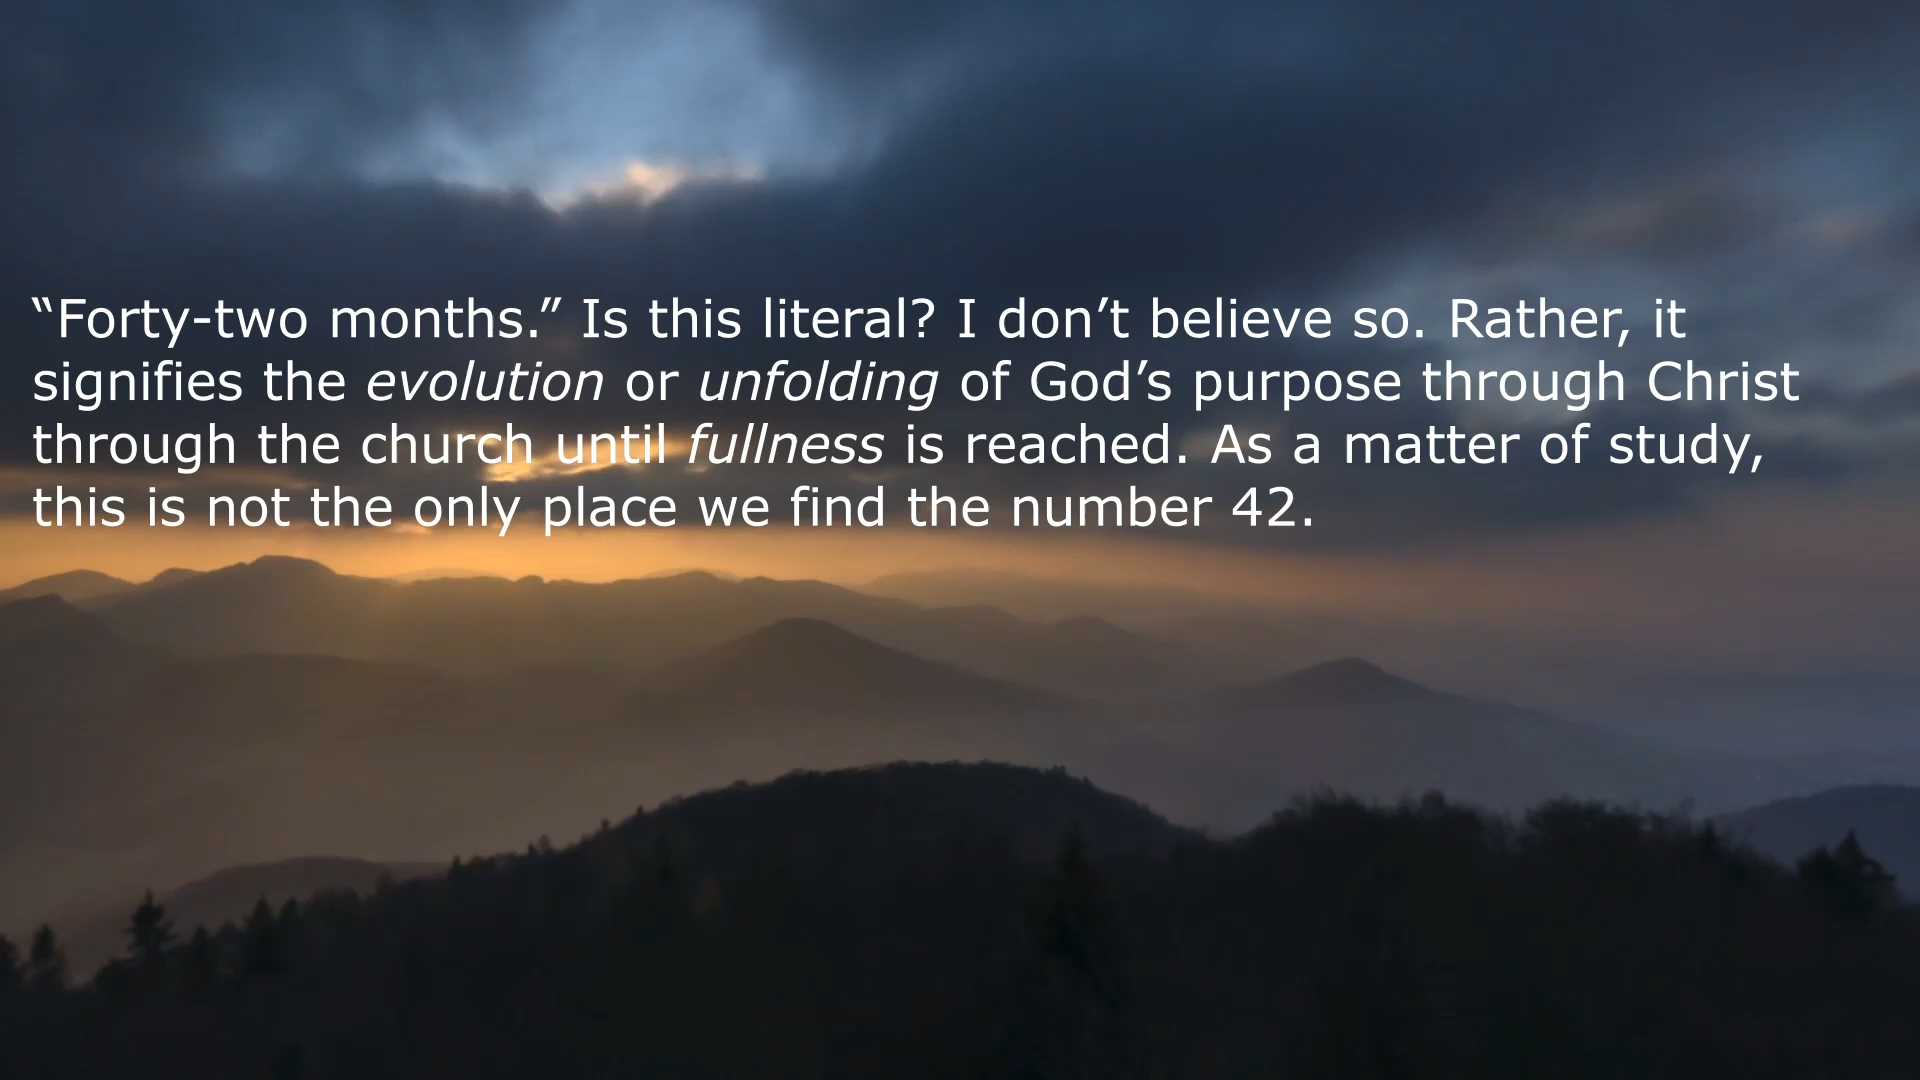 “Forty-two months.” Is this literal? I don’t believe so. Rather, it
signifies the evolution or unfolding of God’s purpose through Christ
through the church until fullness is reached. As a matter of study,
this is not the only place we find the number 42.